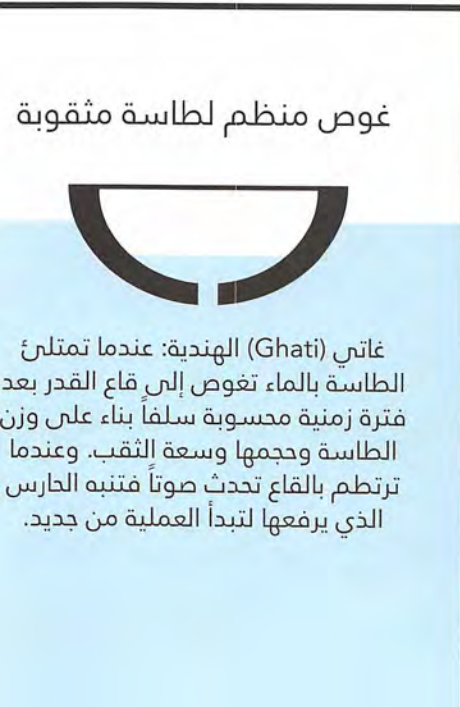 غوص منظم لطاسة مثقوبة
غاتي (Ghati) الهندية: عندما تمتلئ
الطاسة بالماء تغوص إلى قاع القدر بعد
فترة زمنية محسوبة سلفاً بناء على وزن
الطاسة وحجمها وسعة الثقب. وعندما
ترتطم بالقاع تحدث صوتاً فتنبه الحارس
الذي يرفعها لتبدأ العملية من جديد.